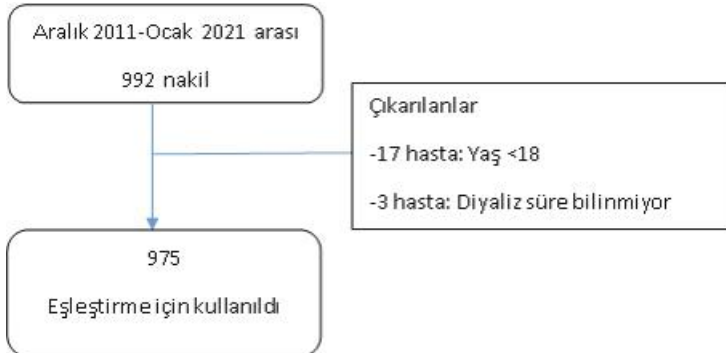 Aralık 2011-Ocak 2021 arası
992 nakil
Çıkarılanlar
-17 hasta: Yaş <18
-3 hasta: Diyaliz süre bilinmiyor
975
Eşleştirme için kullanıldı